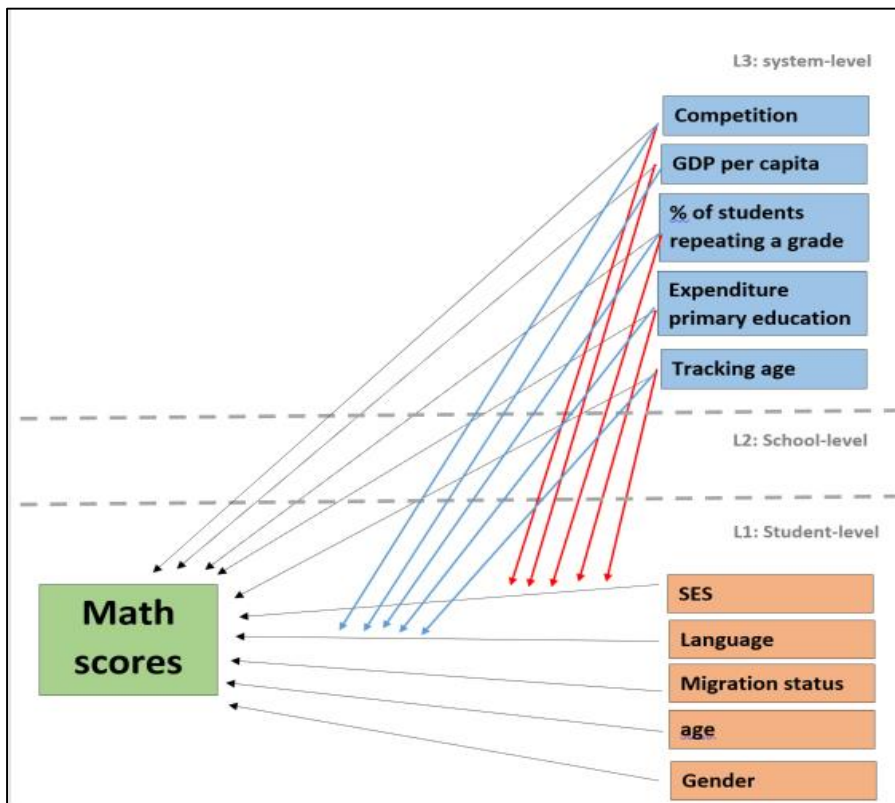 L3: system-level
Competition
GDP per capita
% of students
repeating a grade
Expenditure
primary education
Tracking age
L2: School-level
L1: Student-level
Math
scores
SES
Language
Migration status
age
Gender